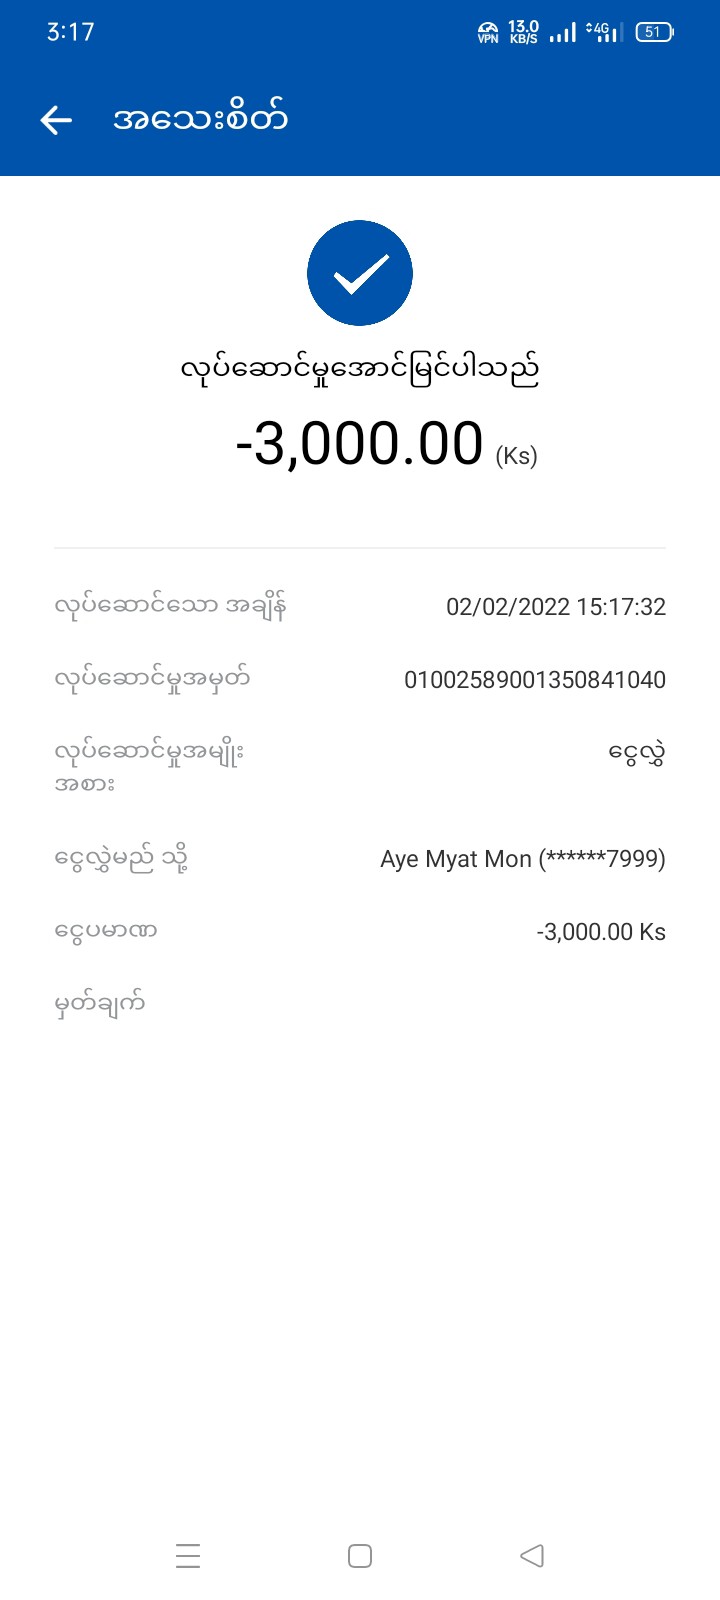 3:17
VPN 13.0 KB/S 4G 51
အသေးစိတ်
လုပ်ဆောင်မှုအောင်မြင်ပါသည်
-3,000.00 (Ks)
လုပ်ဆောင်သော အချိန် 02/02/2022 15:17:32
လုပ်ဆောင်မှုအမှတ် 01002589001350841040
လုပ်ဆောင်မှုအမျိုး ငွေလွှဲ
အစား
ငွေလွှဲမည် သို့ Aye Myat Mon (******7999)
ငွေပမာဏ -3,000.00 Ks
မှတ်ချက်